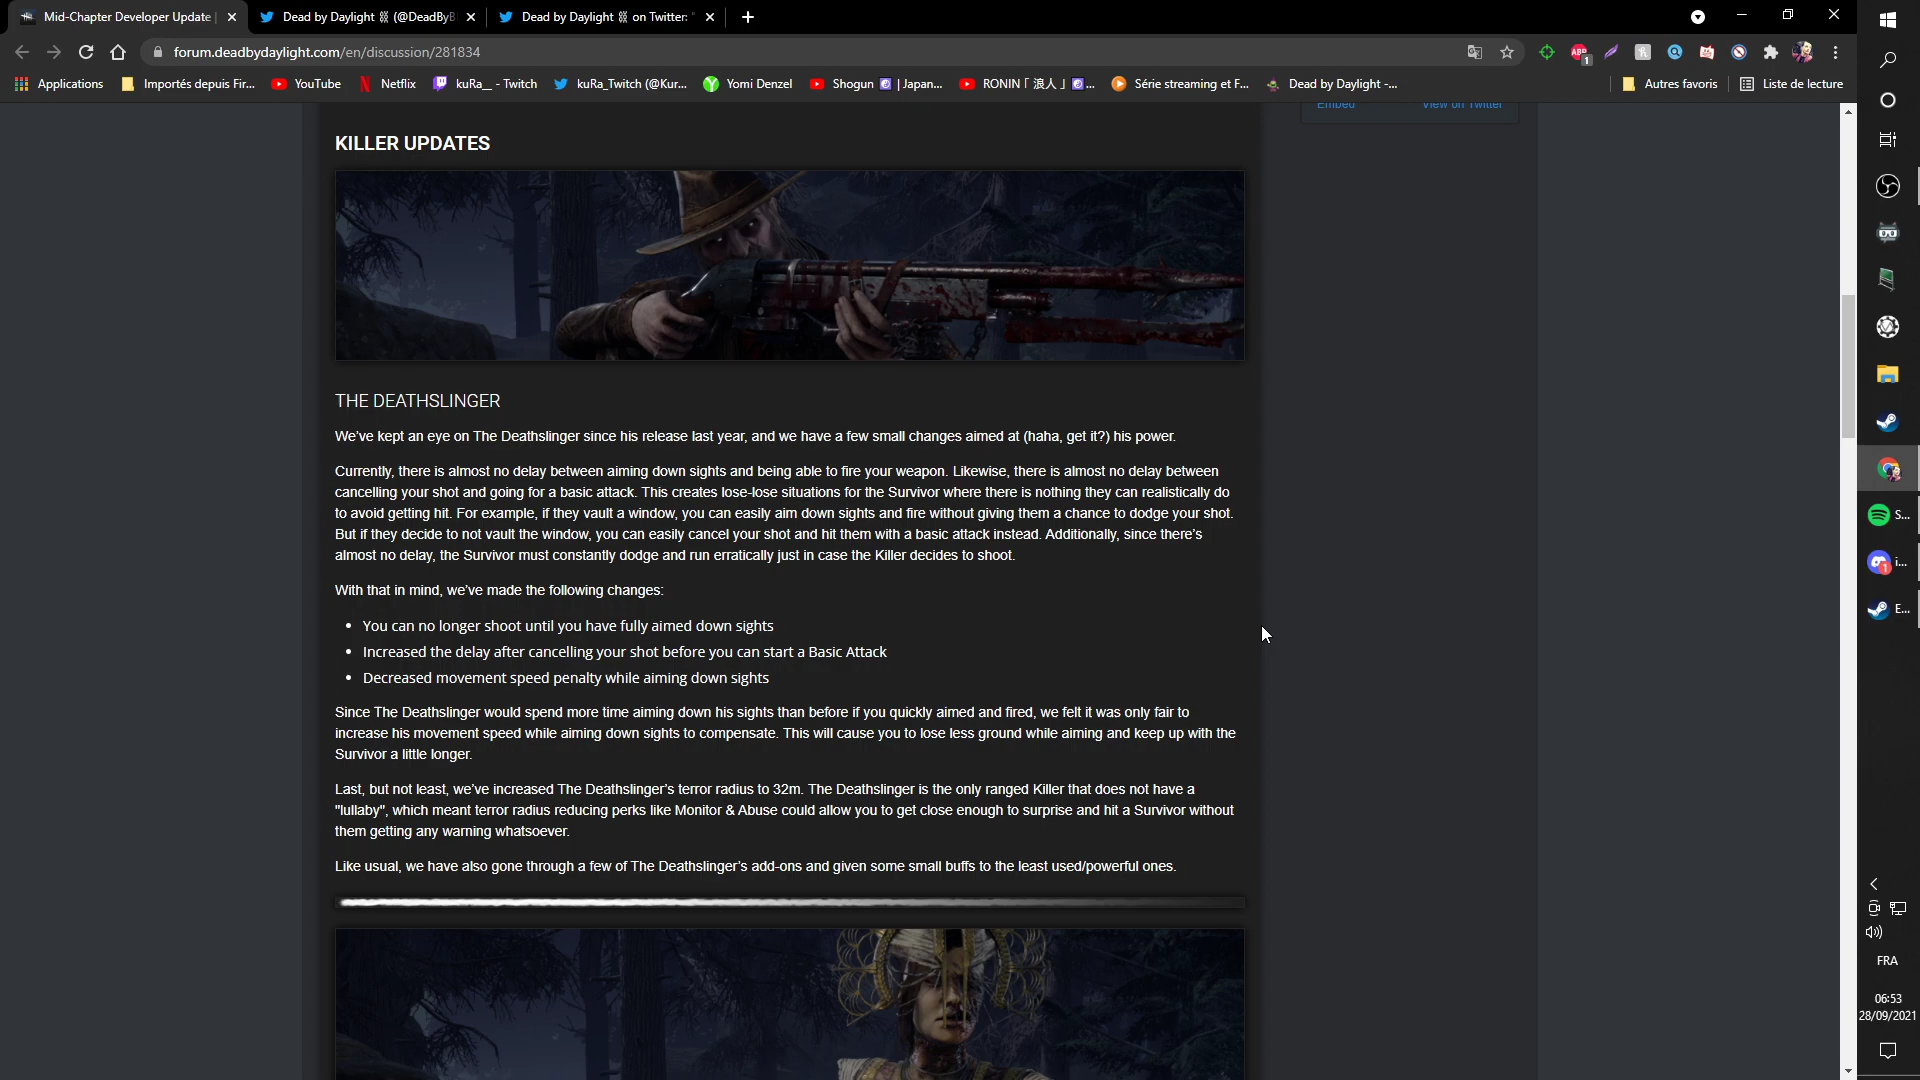 Mid-Chapter Developer Update
Dead by Daylight (@DeadByB
Dead by Daylight on Twitter: "
forum.deadbydaylight.com/en/discussion/281834
ABP
1
Applications
Importés depuis Fir...
YouTube
Netflix
kuRa__ - Twitch
kuRa_Twitch (@Kur...
Yomi Denzel
Shogun | Japan...
RONIN「浪人」...
Série streaming et F...
Dead by Daylight -...
Autres favoris
Liste de lecture
Embed
View on Twitter
KILLER UPDATES
THE DEATHSLINGER
We've kept an eye on The Deathslinger since his release last year, and we have a few small changes aimed at (haha, get it?) his power.
Currently, there is almost no delay between aiming down sights and being able to fire your weapon. Likewise, there is almost no delay between
cancelling your shot and going for a basic attack. This creates lose-lose situations for the Survivor where there is nothing they can realistically do
to avoid getting hit. For example, if they vault a window, you can easily aim down sights and fire without giving them a chance to dodge your shot.
But if they decide to not vault the window, you can easily cancel your shot and hit them with a basic attack instead. Additionally, since there's
almost no delay, the Survivor must constantly dodge and run erratically just in case the Killer decides to shoot.
With that in mind, we've made the following changes:
• You can no longer shoot until you have fully aimed down sights
• Increased the delay after cancelling your shot before you can start a Basic Attack
• Decreased movement speed penalty while aiming down sights
Since The Deathslinger would spend more time aiming down his sights than before if you quickly aimed and fired, we felt it was only fair to
increase his movement speed while aiming down sights to compensate. This will cause you to lose less ground while aiming and keep up with the
Survivor a little longer.
Last, but not least, we've increased The Deathslinger's terror radius to 32m. The Deathslinger is the only ranged Killer that does not have a
"lullaby", which meant terror radius reducing perks like Monitor & Abuse could allow you to get close enough to surprise and hit a Survivor without
them getting any warning whatsoever.
Like usual, we have also gone through a few of The Deathslinger's add-ons and given some small buffs to the least used/powerful ones.
S...
1
i...
E...
FRA
06:53
28/09/2021